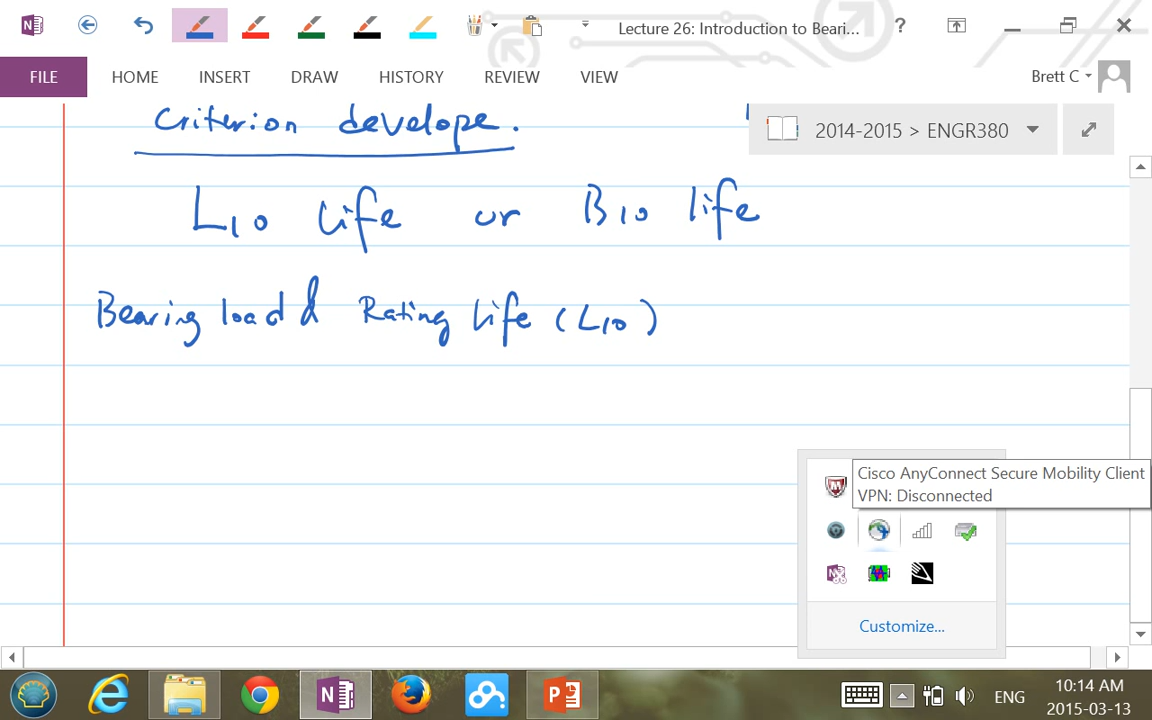 Lecture 26: Introduction to Beari...
?
FILE HOME INSERT DRAW HISTORY REVIEW VIEW Brett C
2014-2015 > ENGR380
Criterion develope.
L10 life or B10 life
Bearing load & Rating life (L10)
Cisco AnyConnect Secure Mobility Client
VPN: Disconnected
Customize...
ENG
10:14 AM
2015-03-13